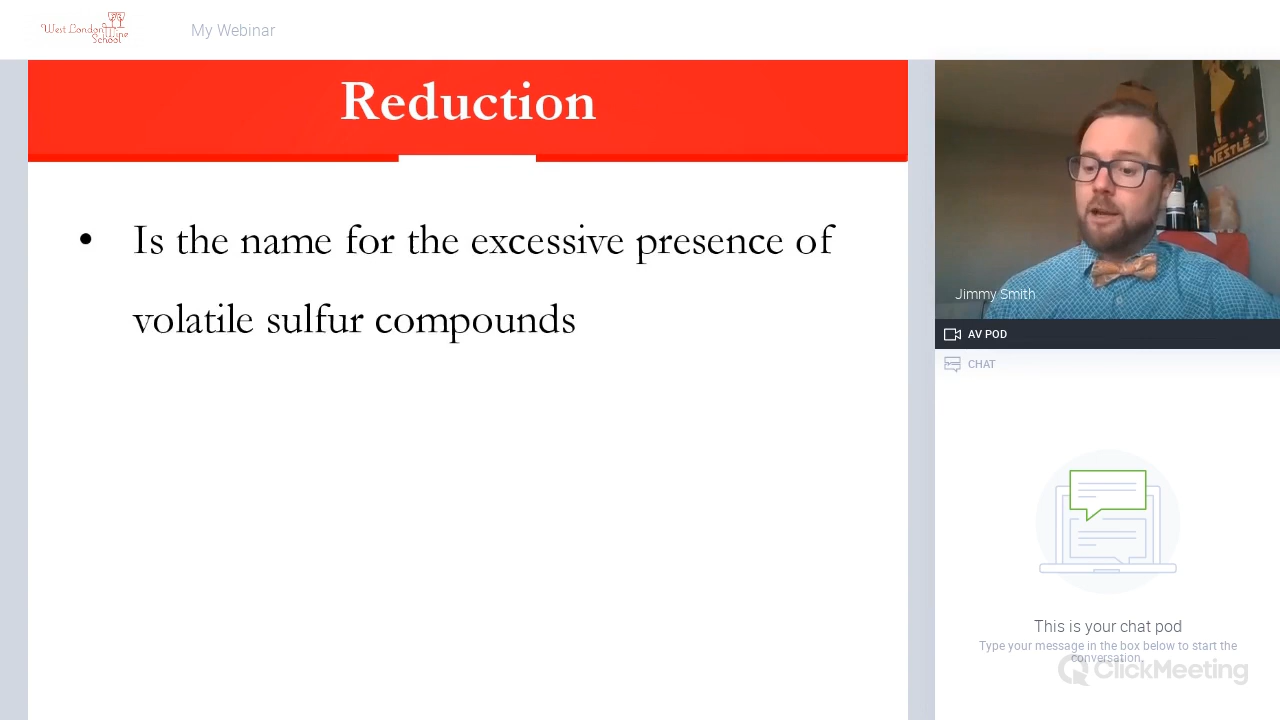 West London
Wine
School
My Webinar
Reduction
• Is the name for the excessive presence of
volatile sulfur compounds
NESTLÉ
Jimmy Smith
AV POD
CHAT
This is your chat pod
Type your message in the box below to start the
conversation.
ClickMeeting